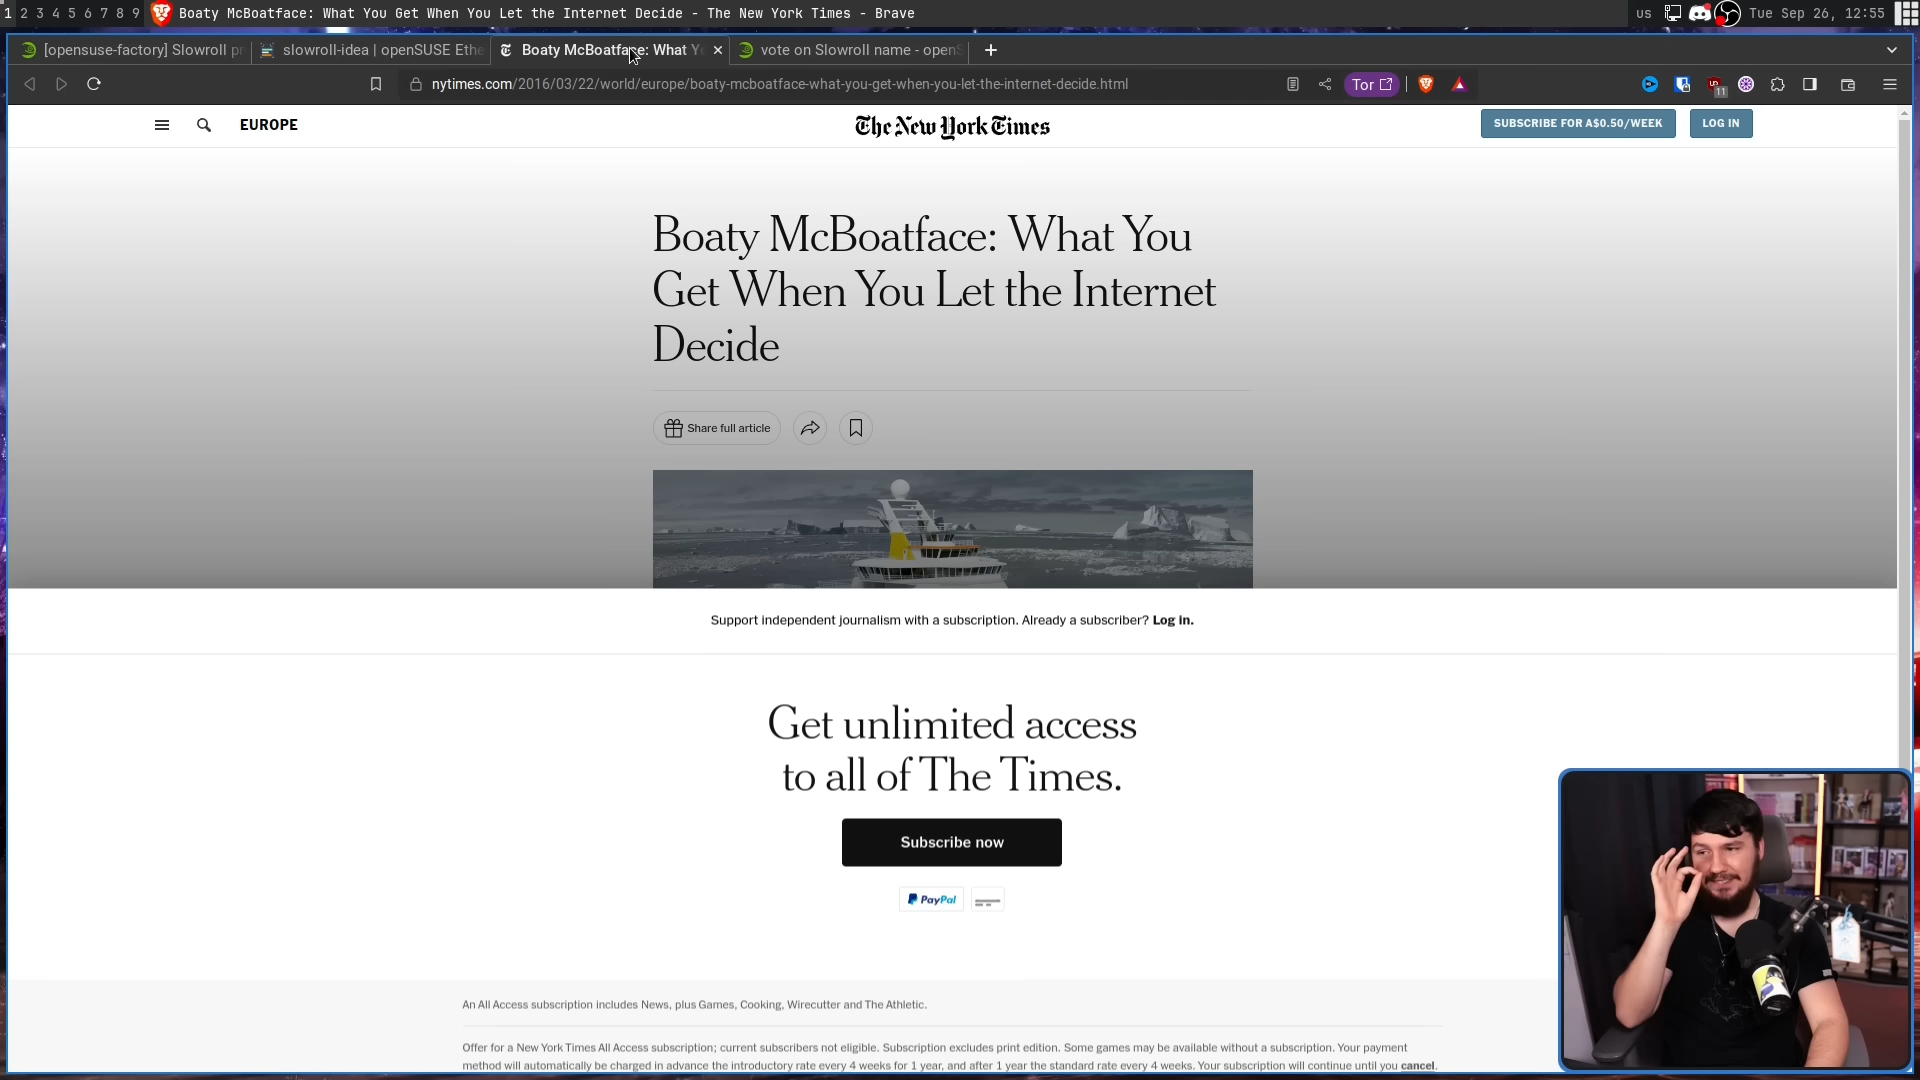 1 2 3 4 5 6 7 8 9 Boaty McBoatface: What You Get When You Let the Internet Decide - The New York Times - Brave us Tue Sep 26, 12:55
[opensuse-factory] Slowroll pr slowroll-idea | openSUSE Ethe Boaty McBoatface: What Y vote on Slowroll name - openS
nytimes.com/2016/03/22/world/europe/boaty-mcboatface-what-you-get-when-you-let-the-internet-decide.html Tor 11
EUROPE The New York Times SUBSCRIBE FOR A$0.50/WEEK LOG IN
Boaty McBoatface: What You
Get When You Let the Internet
Decide
Share full article
Support independent journalism with a subscription. Already a subscriber? Log in.
Get unlimited access
to all of The Times.
Subscribe now
PayPal
An All Access subscription includes News, plus Games, Cooking, Wirecutter and The Athletic.
Offer for a New York Times All Access subscription; current subscribers not eligible. Subscription excludes print edition. Some games may be available without a subscription. Your payment
method will automatically be charged in advance the introductory rate every 4 weeks for 1 year, and after 1 year the standard rate every 4 weeks. Your subscription will continue until you cancel.